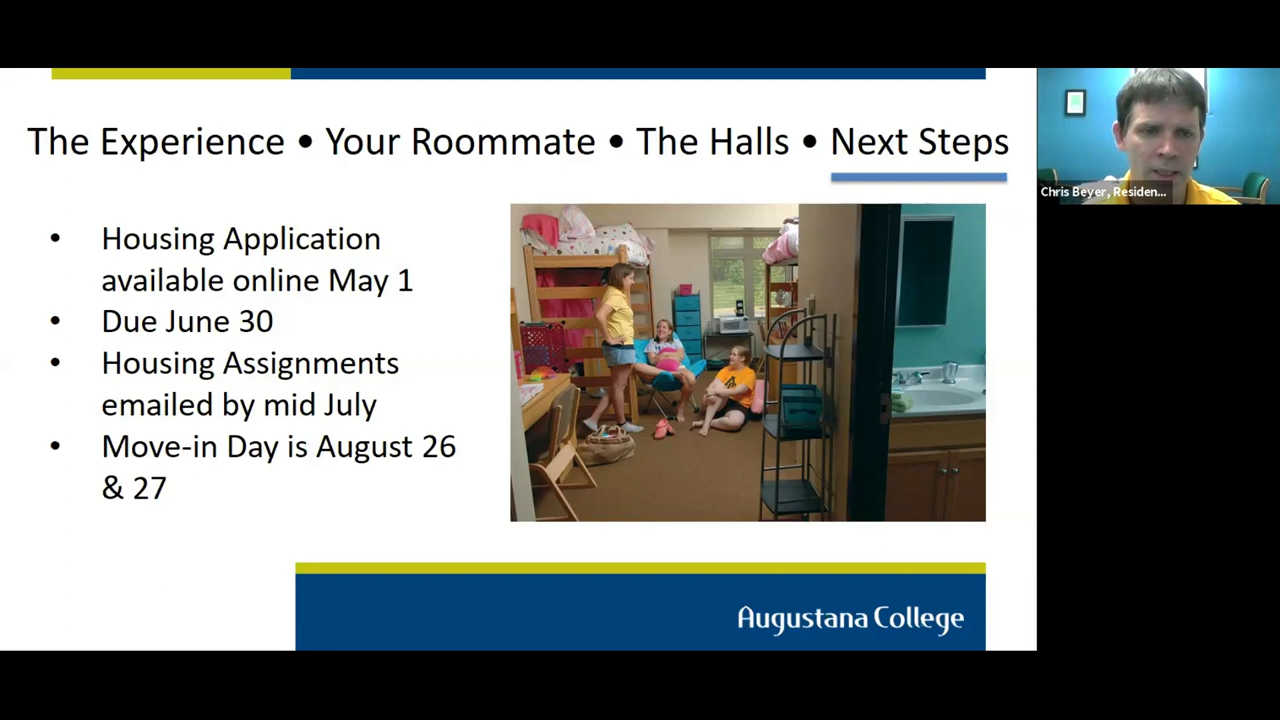 The Experience • Your Roommate • The Halls • Next Steps
• Housing Application
available online May 1
• Due June 30
• Housing Assignments
emailed by mid July
• Move-in Day is August 26
& 27
Augustana College
Chris Beyer, Residen...